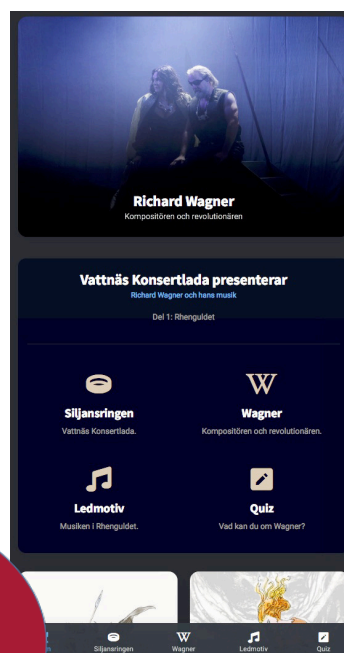 Richard Wagner
Kompositören och revolutionären
Vattnäs Konsertlada presenterar
Richard Wagner och hans musik
Del 1: Rhenguldet
Siljansringen
Vattnäs Konsertlada.
Wagner
Kompositören och revolutionären.
Ledmotiv
Musiken i Rhenguldet.
Quiz
Vad kan du om Wagner?
Siljansringen
Wagner
Ledmotiv
Quiz